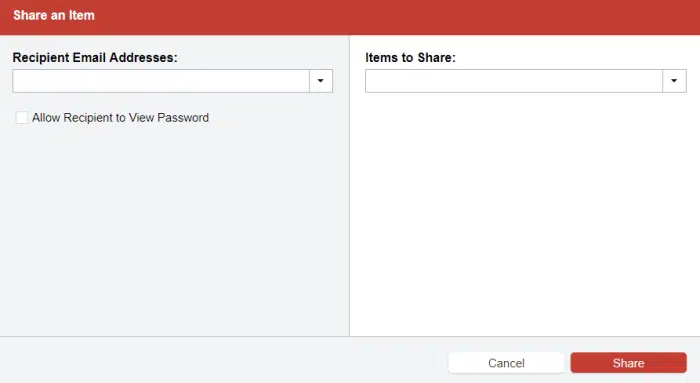 Share an Item
Recipient Email Addresses:
Items to Share:
Allow Recipient to View Password
Cancel
Share